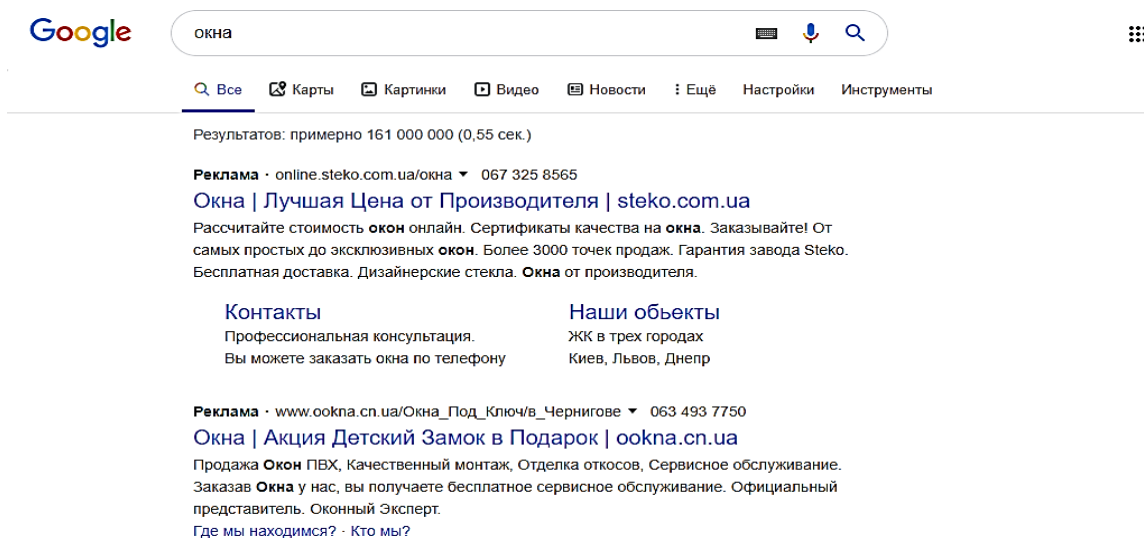 Google
окна
Все Карты Картинки Видео Новости Ещё Настройки Инструменты
Результатов: примерно 161 000 000 (0,55 сек.)
Реклама · online.steko.com.ua/окна 067 325 8565
Окна | Лучшая Цена от Производителя | steko.com.ua
Рассчитайте стоимость окон онлайн. Сертификаты качества на окна. Заказывайте! От
самых простых до эксклюзивных окон. Более 3000 точек продаж. Гарантия завода Steko.
Бесплатная доставка. Дизайнерские стекла. Окна от производителя.
Контакты
Профессиональная консультация.
Вы можете заказать окна по телефону
Наши обьекты
ЖК в трех городах
Киев, Львов, Днепр
Реклама · www.ookna.cn.ua/Окна_Под_Ключ/в_Чернигове 063 493 7750
Окна | Акция Детский Замок в Подарок | ookna.cn.ua
Продажа Окон ПВХ, Качественный монтаж, Отделка откосов, Сервисное обслуживание.
Заказав Окна у нас, вы получаете бесплатное сервисное обслуживание. Официальный
представитель. Оконный Эксперт.
Где мы находимся? · Кто мы?